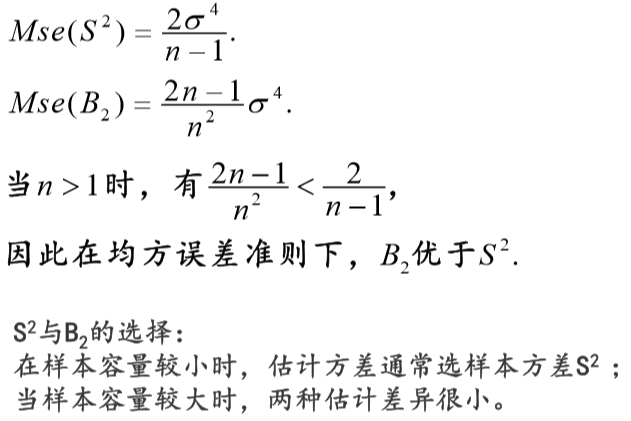 Mse(S²) = 2σ⁴/(n−1).
Mse(B₂) = (2n−1)/n² σ⁴.
当n>1时，有 (2n−1)/n² < 2/(n−1)，
因此在均方误差准则下，B₂优于S².
S²与B₂的选择：
在样本容量较小时，估计方差通常选样本方差S²；
当样本容量较大时，两种估计差异很小。